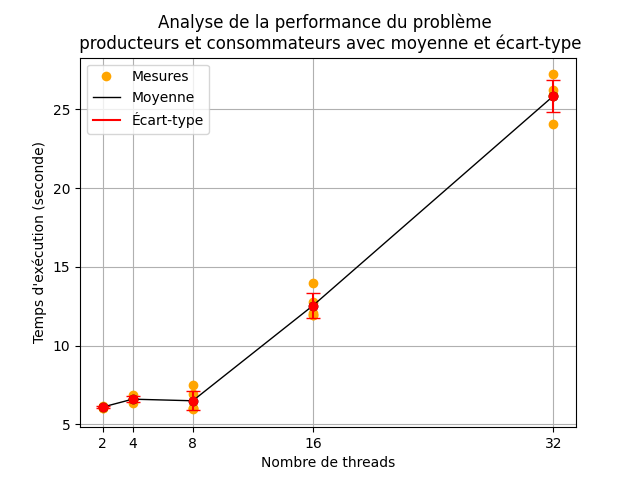 Analyse de la performance du problème
producteurs et consommateurs avec moyenne et écart-type
Mesures
Moyenne
Écart-type
Temps d'exécution (seconde)
25
20
15
10
5
2
4
8
16
32
Nombre de threads